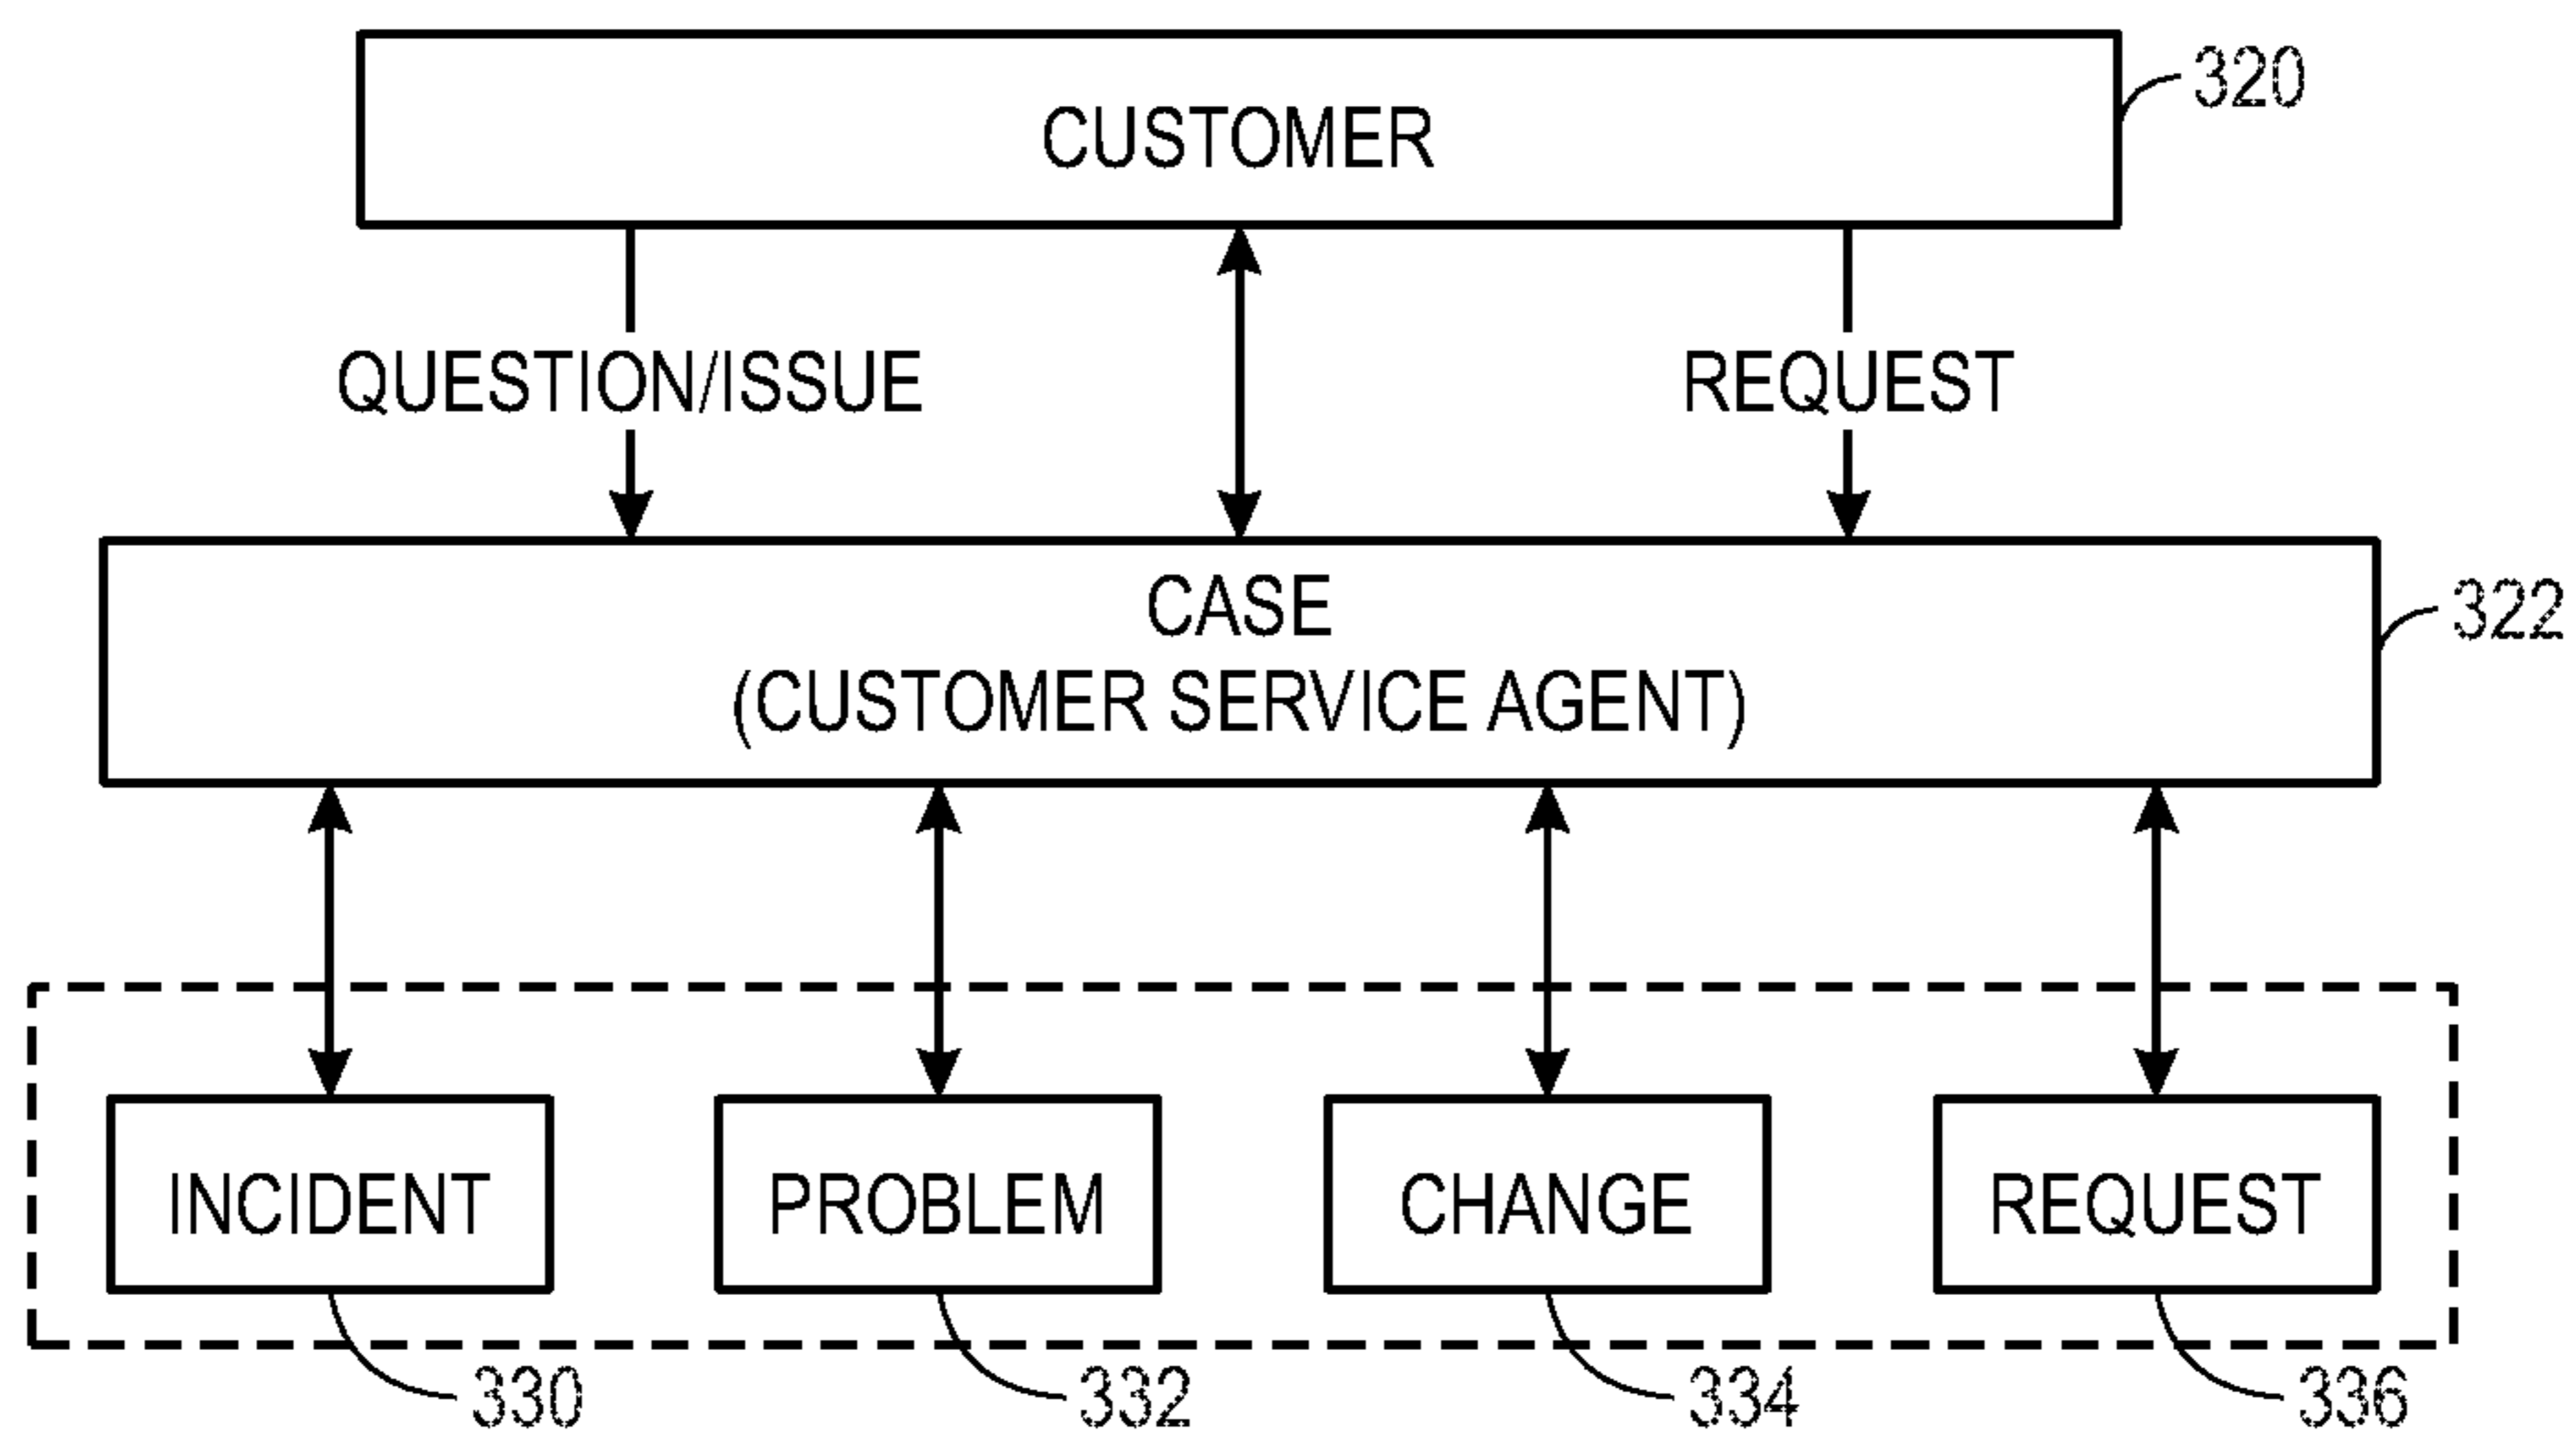 CUSTOMER
320
QUESTION/ISSUE
REQUEST
CASE
(CUSTOMER SERVICE AGENT)
322
INCIDENT
PROBLEM
CHANGE
REQUEST
330
332
334
336